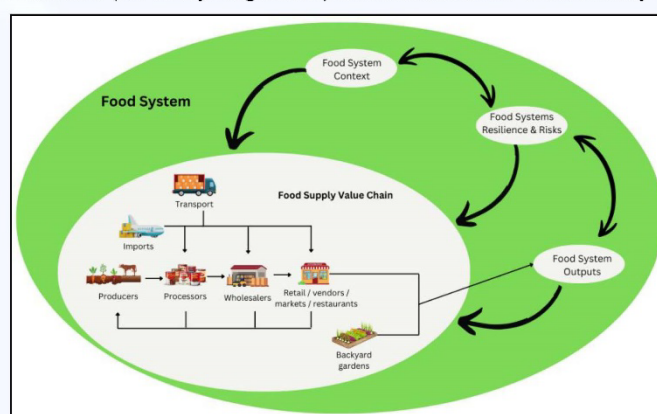 Food System
Context
Food System
Food Systems
Resilience & Risks
Food Supply Value Chain
Transport
Imports
Food System
Outputs
Producers
Processors
Wholesalers
Retail / vendors /
markets / restaurants
Backyard
gardens